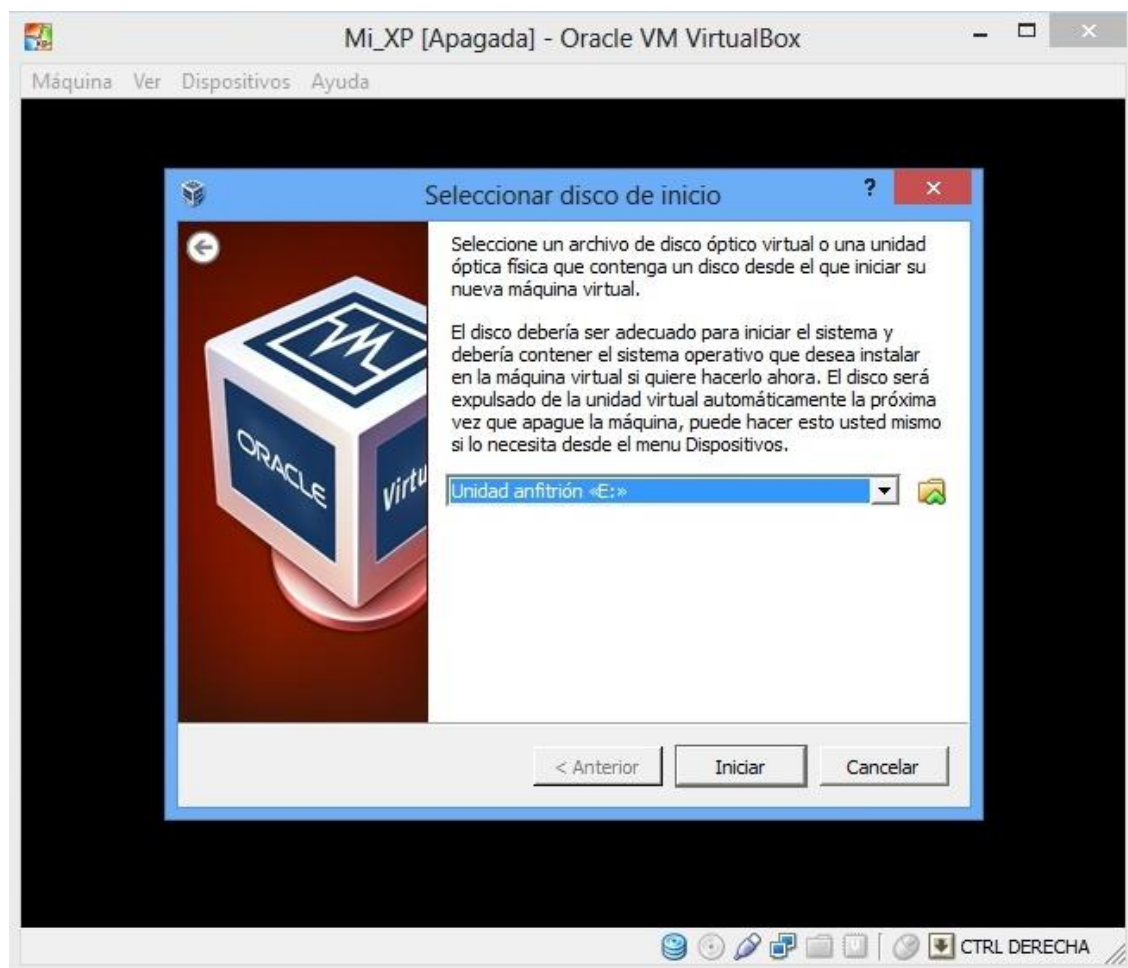 Mi_XP [Apagada] - Oracle VM VirtualBox
Máquina Ver Dispositivos Ayuda
Seleccionar disco de inicio
?
Seleccione un archivo de disco óptico virtual o una unidad
óptica física que contenga un disco desde el que iniciar su
nueva máquina virtual.
El disco debería ser adecuado para iniciar el sistema y
debería contener el sistema operativo que desea instalar
en la máquina virtual si quiere hacerlo ahora. El disco será
expulsado de la unidad virtual automáticamente la próxima
vez que apague la máquina, puede hacer esto usted mismo
si lo necesita desde el menu Dispositivos.
ORACLE
Virtu
Unidad anfitrión «E:»
< Anterior
Iniciar
Cancelar
CTRL DERECHA